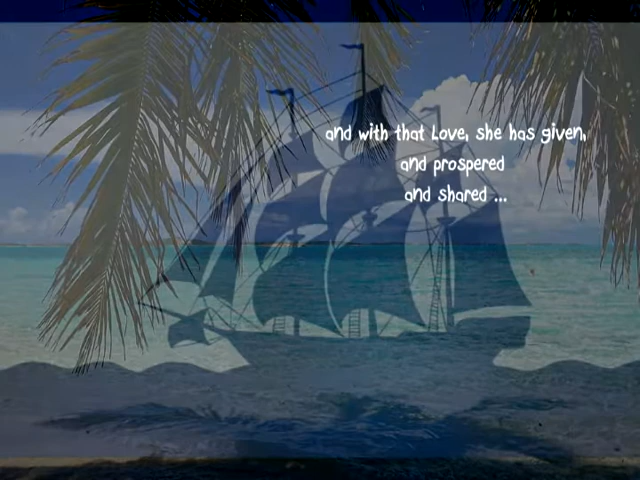 and with that Love, she has given,
and prospered
and shared ...